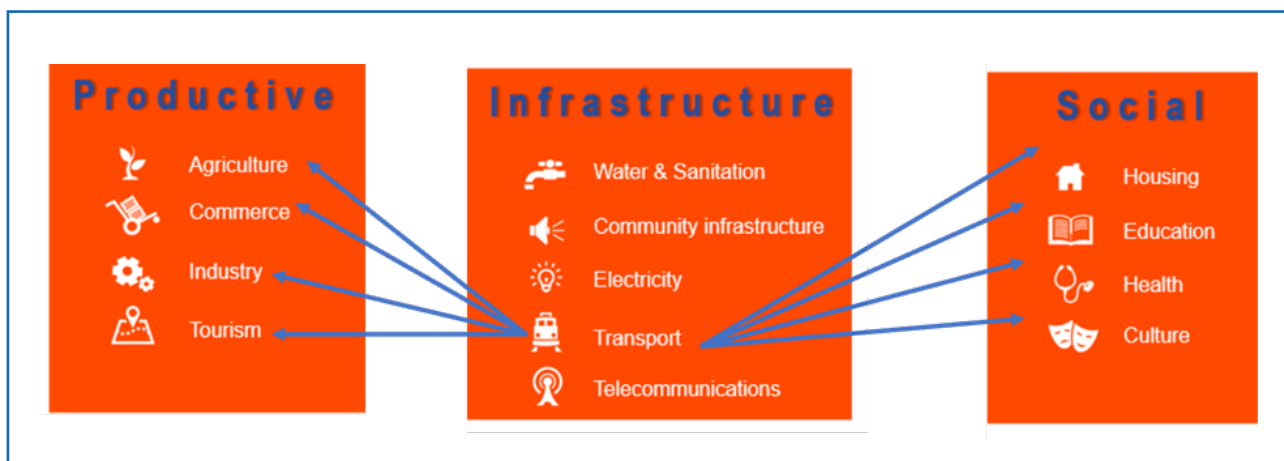 Productive
Agriculture
Commerce
Industry
Tourism
Infrastructure
Water & Sanitation
Community infrastructure
Electricity
Transport
Telecommunications
Social
Housing
Education
Health
Culture